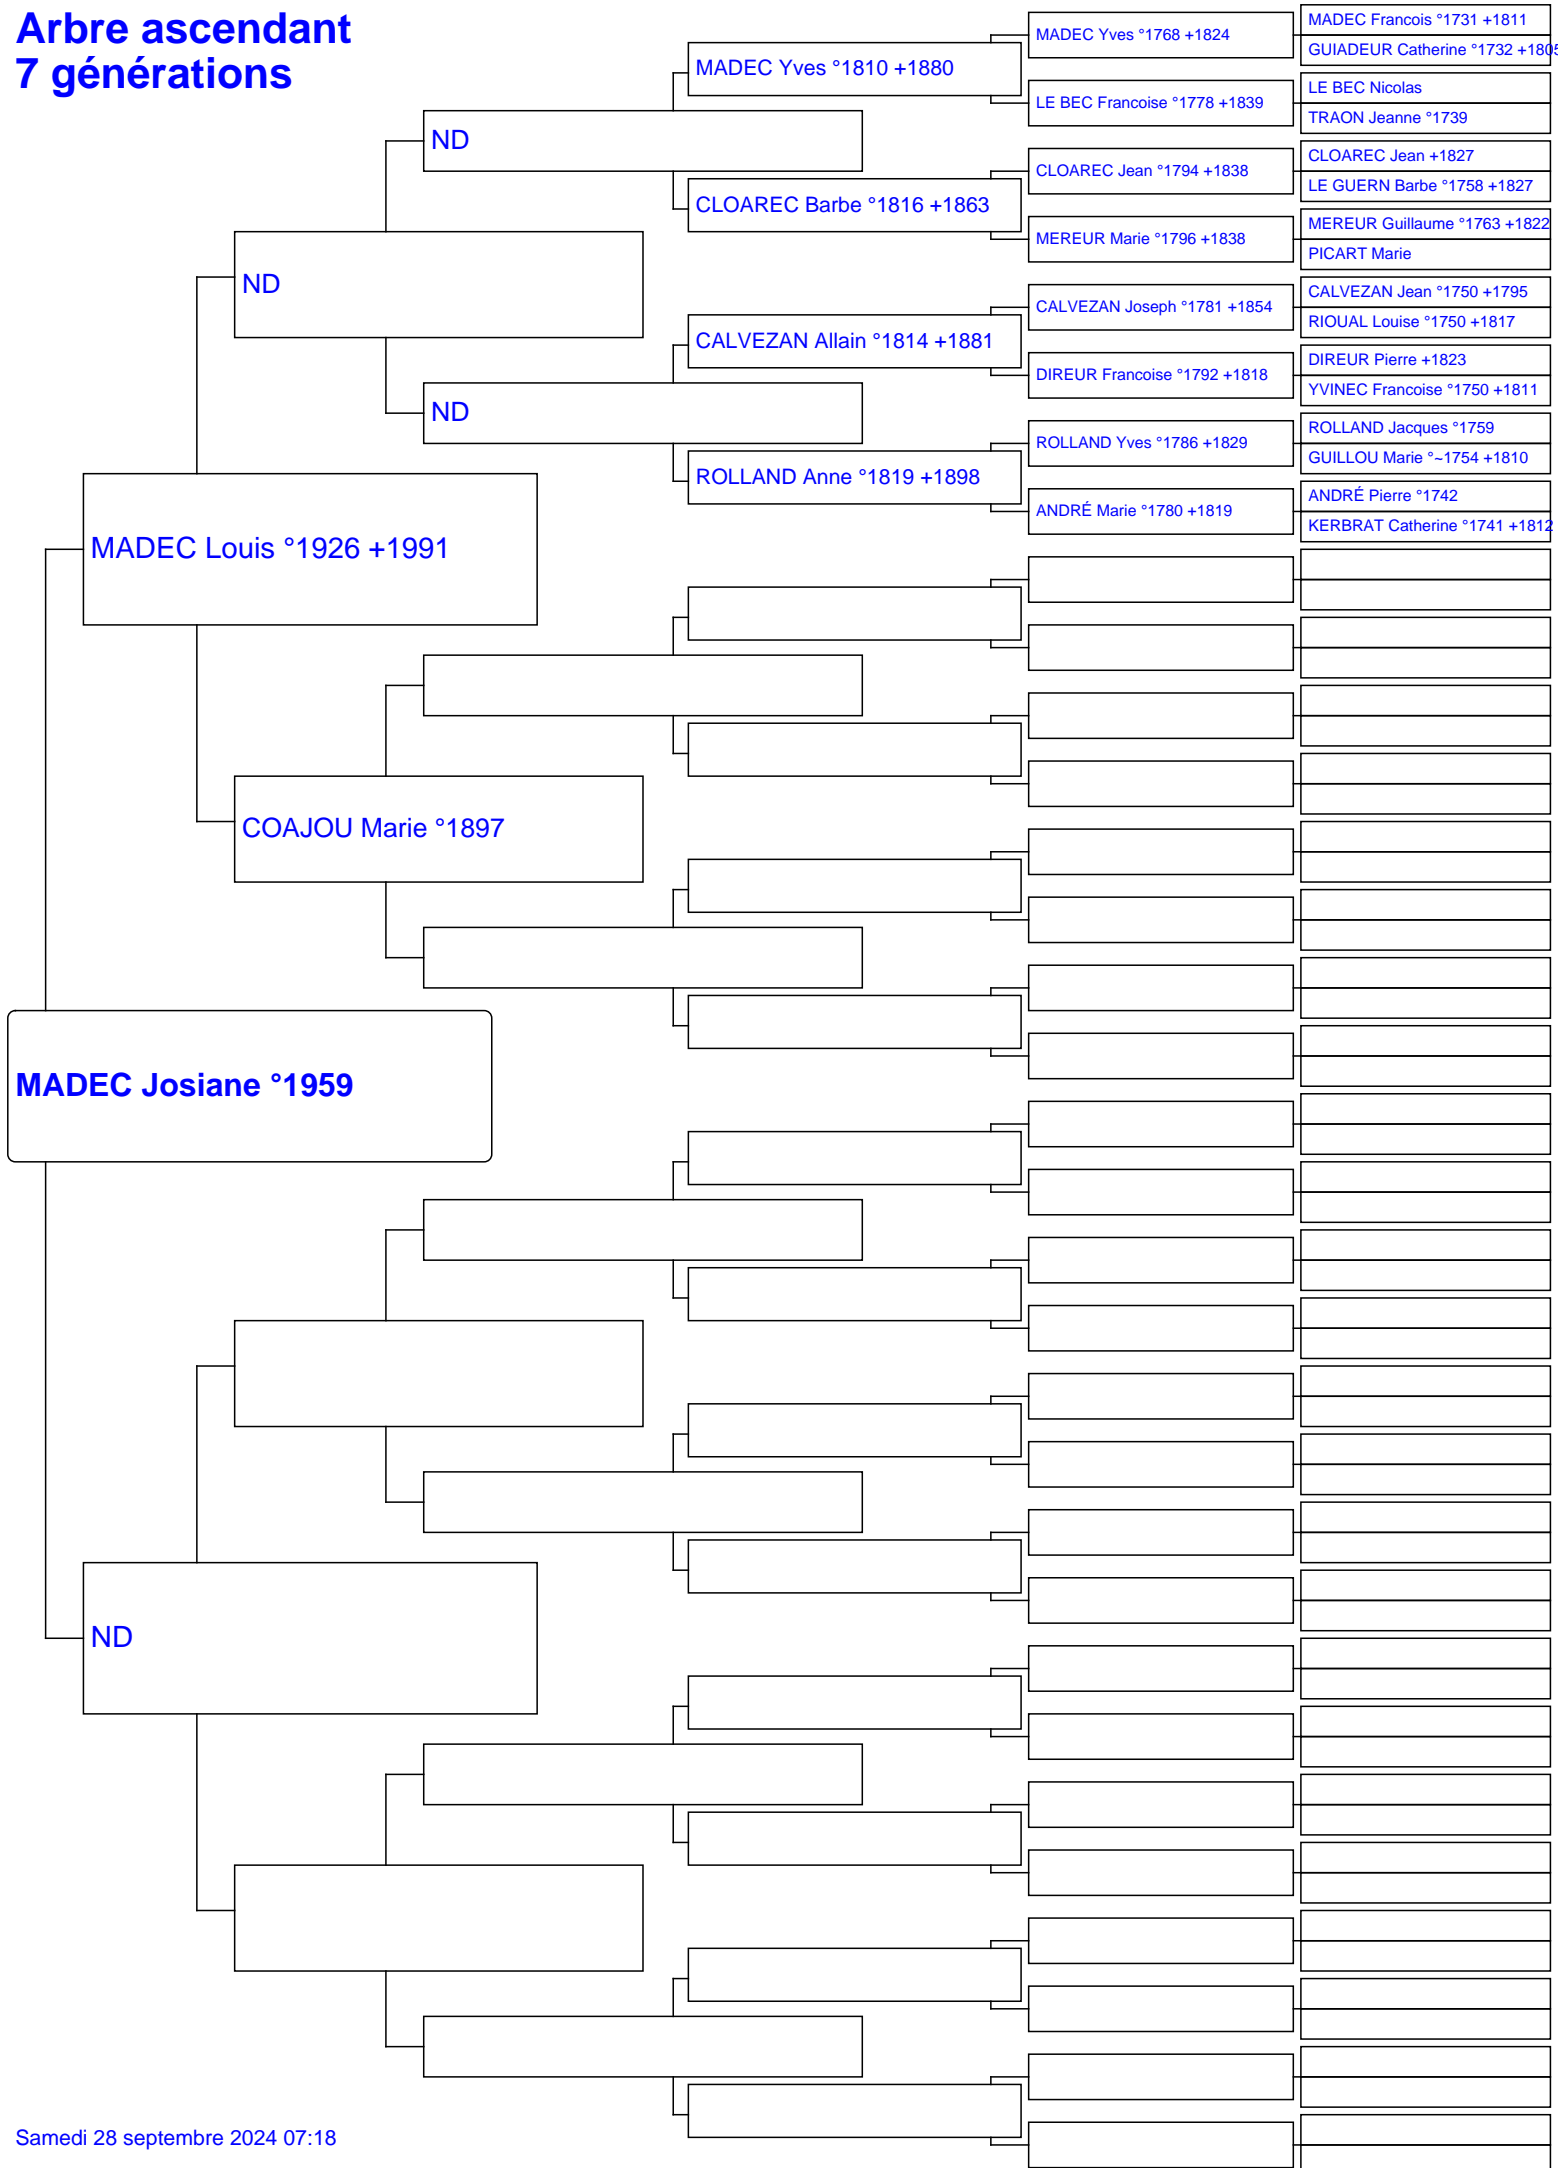 Arbre ascendant
7 générations
MADEC Josiane °1959
MADEC Louis °1926 +1991
ND
ND
COAJOU Marie °1897
ND
ND
MADEC Yves °1810 +1880
CLOAREC Barbe °1816 +1863
CALVEZAN Allain °1814 +1881
ROLLAND Anne °1819 +1898
MADEC Yves °1768 +1824
LE BEC Francoise °1778 +1839
CLOAREC Jean °1794 +1838
MEREUR Marie °1796 +1838
CALVEZAN Joseph °1781 +1854
DIREUR Francoise °1792 +1818
ROLLAND Yves °1786 +1829
ANDRÉ Marie °1780 +1819
MADEC Francois °1731 +1811
GUIADEUR Catherine °1732 +1805
LE BEC Nicolas
TRAON Jeanne °1739
CLOAREC Jean +1827
LE GUERN Barbe °1758 +1827
MEREUR Guillaume °1763 +1822
PICART Marie
CALVEZAN Jean °1750 +1795
RIOUAL Louise °1750 +1817
DIREUR Pierre +1823
YVINEC Francoise °1750 +1811
ROLLAND Jacques °1759
GUILLOU Marie °~1754 +1810
ANDRÉ Pierre °1742
KERBRAT Catherine °1741 +1812
Samedi 28 septembre 2024 07:18